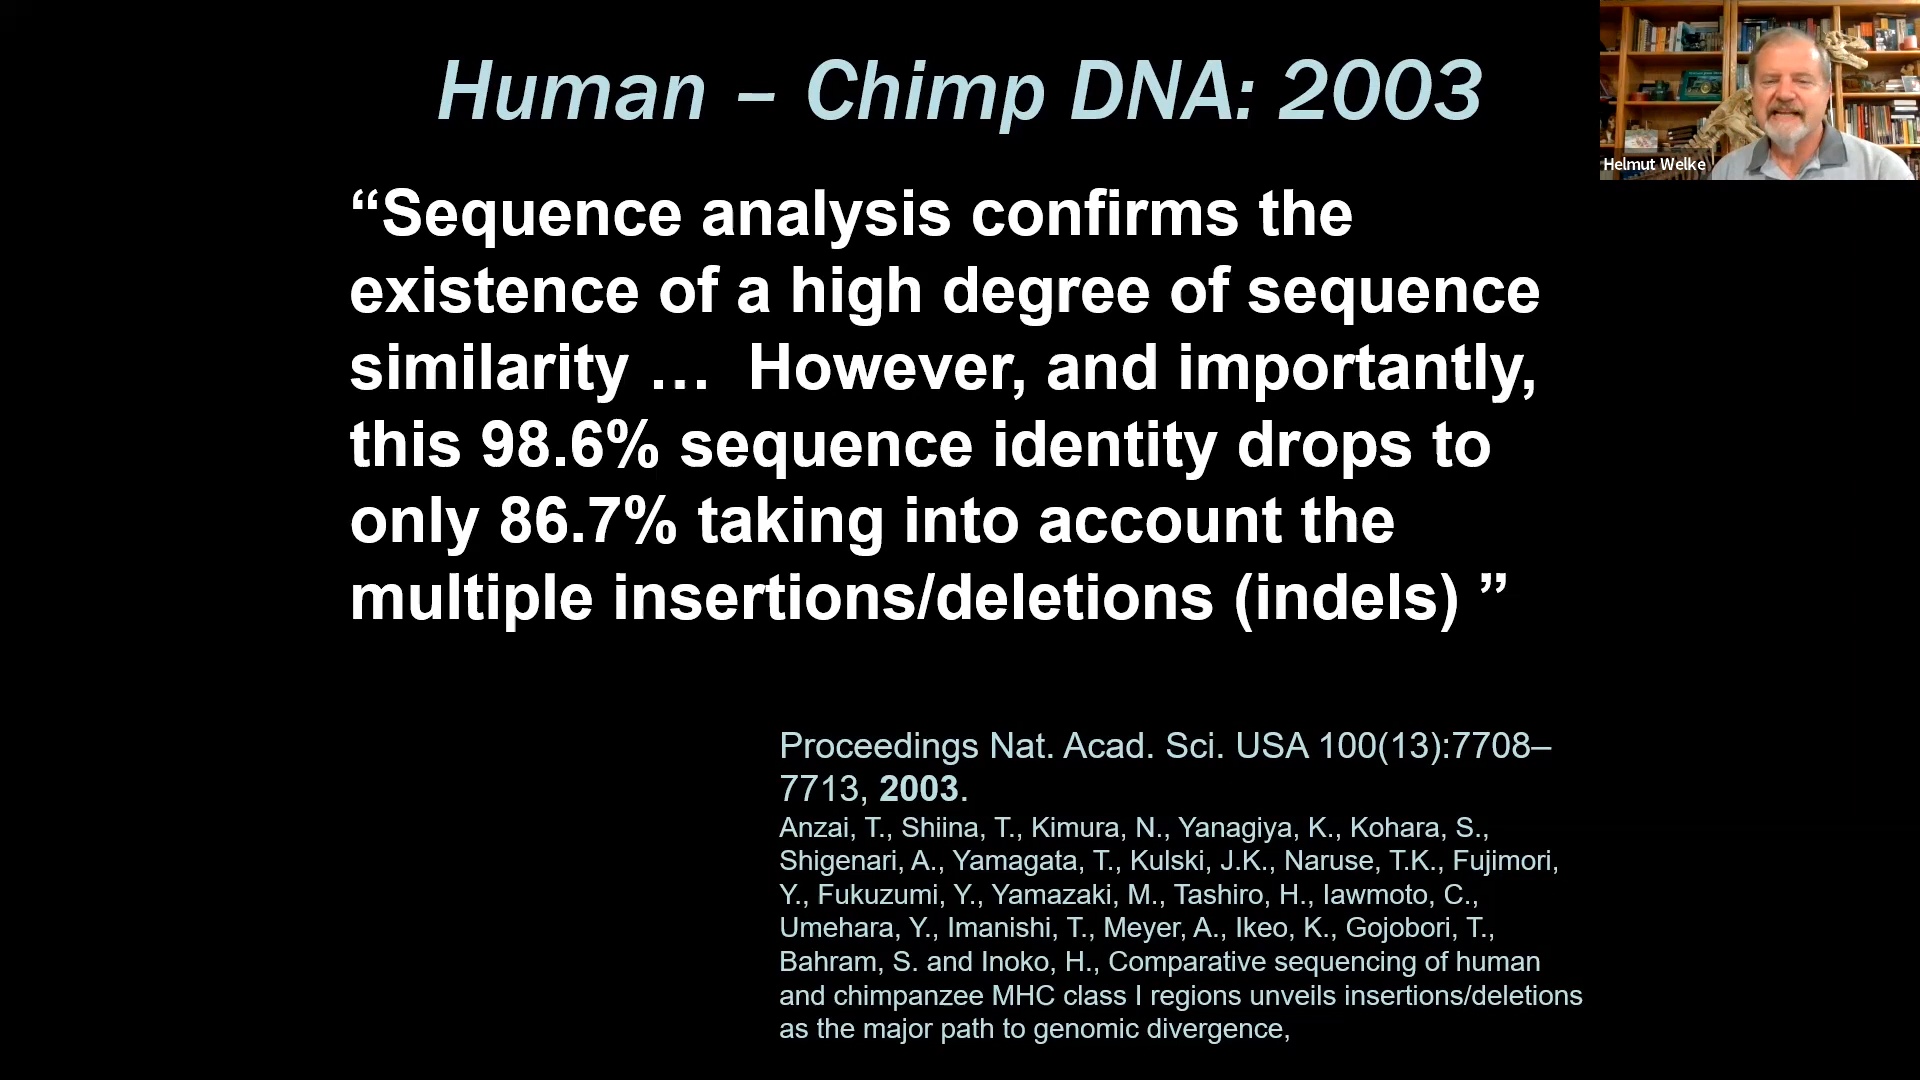 Human – Chimp DNA: 2003
Helmut Welke
“Sequence analysis confirms the
existence of a high degree of sequence
similarity …  However, and importantly,
this 98.6% sequence identity drops to
only 86.7% taking into account the
multiple insertions/deletions (indels) ”
Proceedings Nat. Acad. Sci. USA 100(13):7708–
7713, 2003.
Anzai, T., Shiina, T., Kimura, N., Yanagiya, K., Kohara, S.,
Shigenari, A., Yamagata, T., Kulski, J.K., Naruse, T.K., Fujimori,
Y., Fukuzumi, Y., Yamazaki, M., Tashiro, H., Iawmoto, C.,
Umehara, Y., Imanishi, T., Meyer, A., Ikeo, K., Gojobori, T.,
Bahram, S. and Inoko, H., Comparative sequencing of human
and chimpanzee MHC class I regions unveils insertions/deletions
as the major path to genomic divergence,